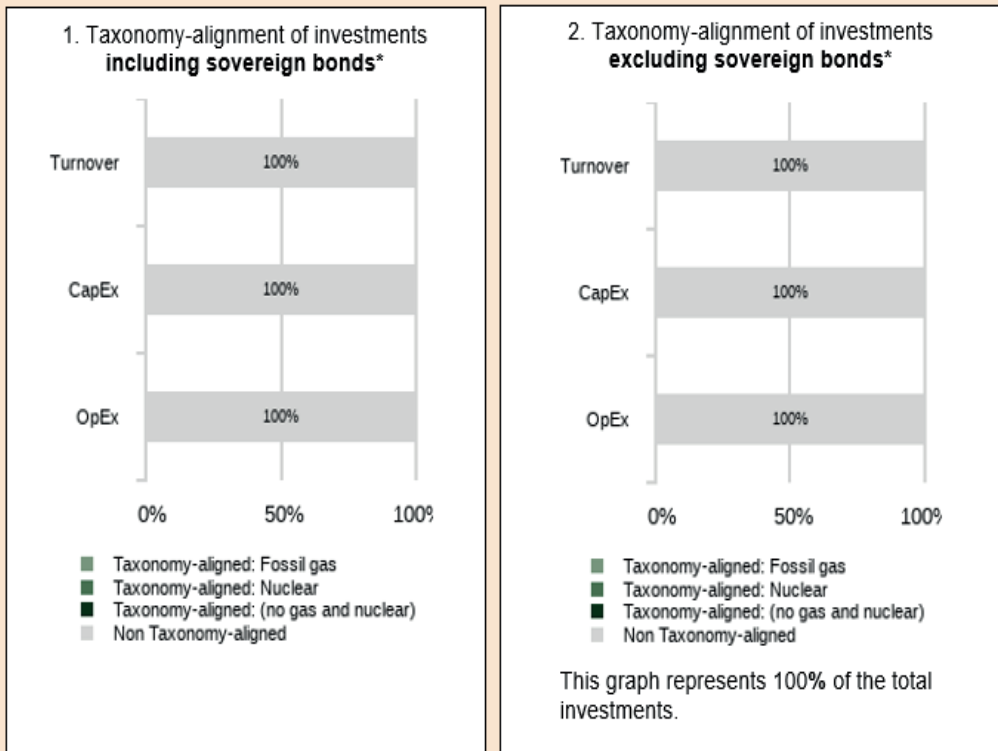 1. Taxonomy-alignment of investments
including sovereign bonds*
Turnover
100%
CapEx
100%
OpEx
100%
0%
50%
100%
Taxonomy-aligned: Fossil gas
Taxonomy-aligned: Nuclear
Taxonomy-aligned: (no gas and nuclear)
Non Taxonomy-aligned
2. Taxonomy-alignment of investments
excluding sovereign bonds*
Turnover
100%
CapEx
100%
OpEx
100%
0%
50%
100%
Taxonomy-aligned: Fossil gas
Taxonomy-aligned: Nuclear
Taxonomy-aligned: (no gas and nuclear)
Non Taxonomy-aligned
This graph represents 100% of the total
investments.